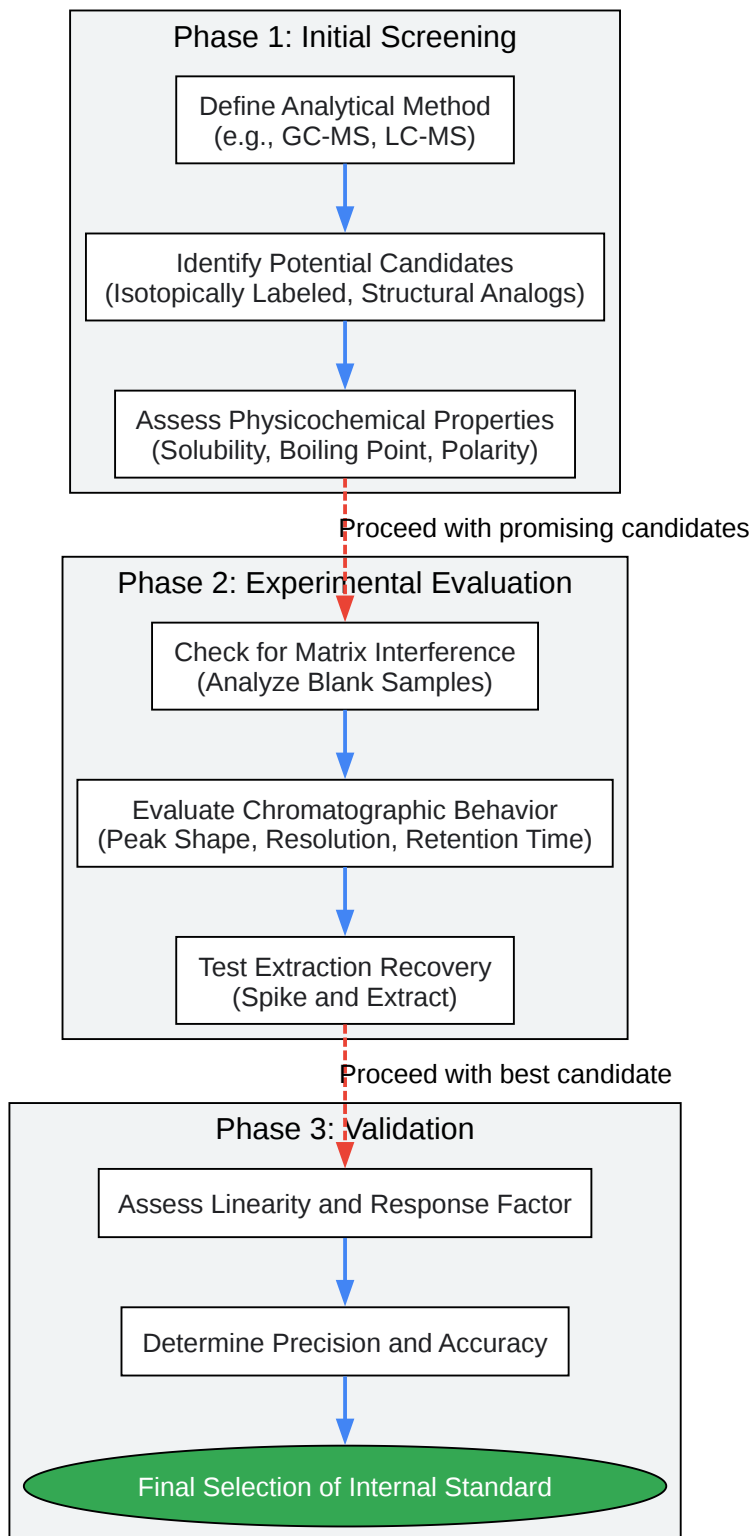 Phase 1: Initial Screening
Define Analytical Method
(e.g., GC-MS, LC-MS)
Identify Potential Candidates
(Isotopically Labeled, Structural Analogs)
Assess Physicochemical Properties
(Solubility, Boiling Point, Polarity)
Proceed with promising candidates
Phase 2: Experimental Evaluation
Check for Matrix Interference
(Analyze Blank Samples)
Evaluate Chromatographic Behavior
(Peak Shape, Resolution, Retention Time)
Test Extraction Recovery
(Spike and Extract)
Proceed with best candidate
Phase 3: Validation
Assess Linearity and Response Factor
Determine Precision and Accuracy
Final Selection of Internal Standard